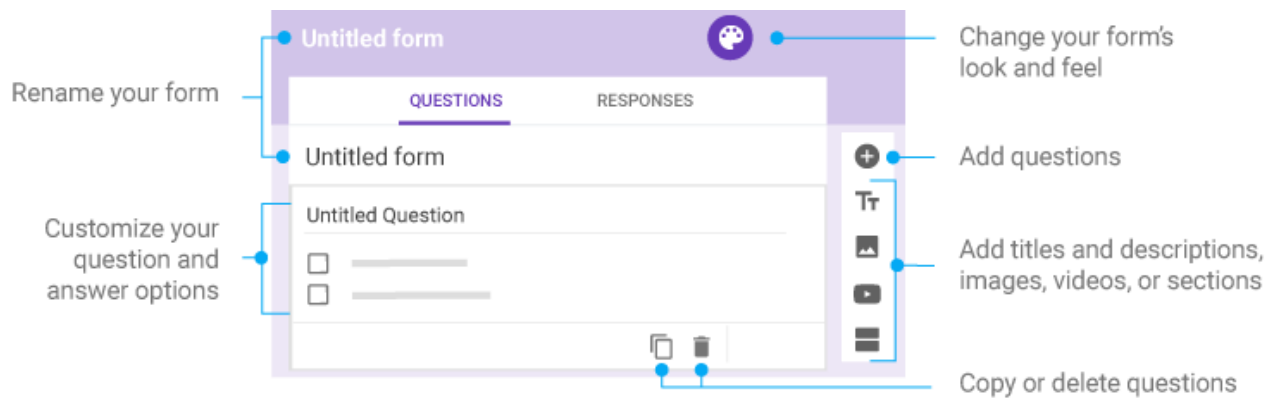 Untitled form
Change your form's
look and feel
Rename your form
QUESTIONS
RESPONSES
Untitled form
Add questions
Tт
Untitled Question
Customize your
question and
answer options
Add titles and descriptions,
images, videos, or sections
Copy or delete questions